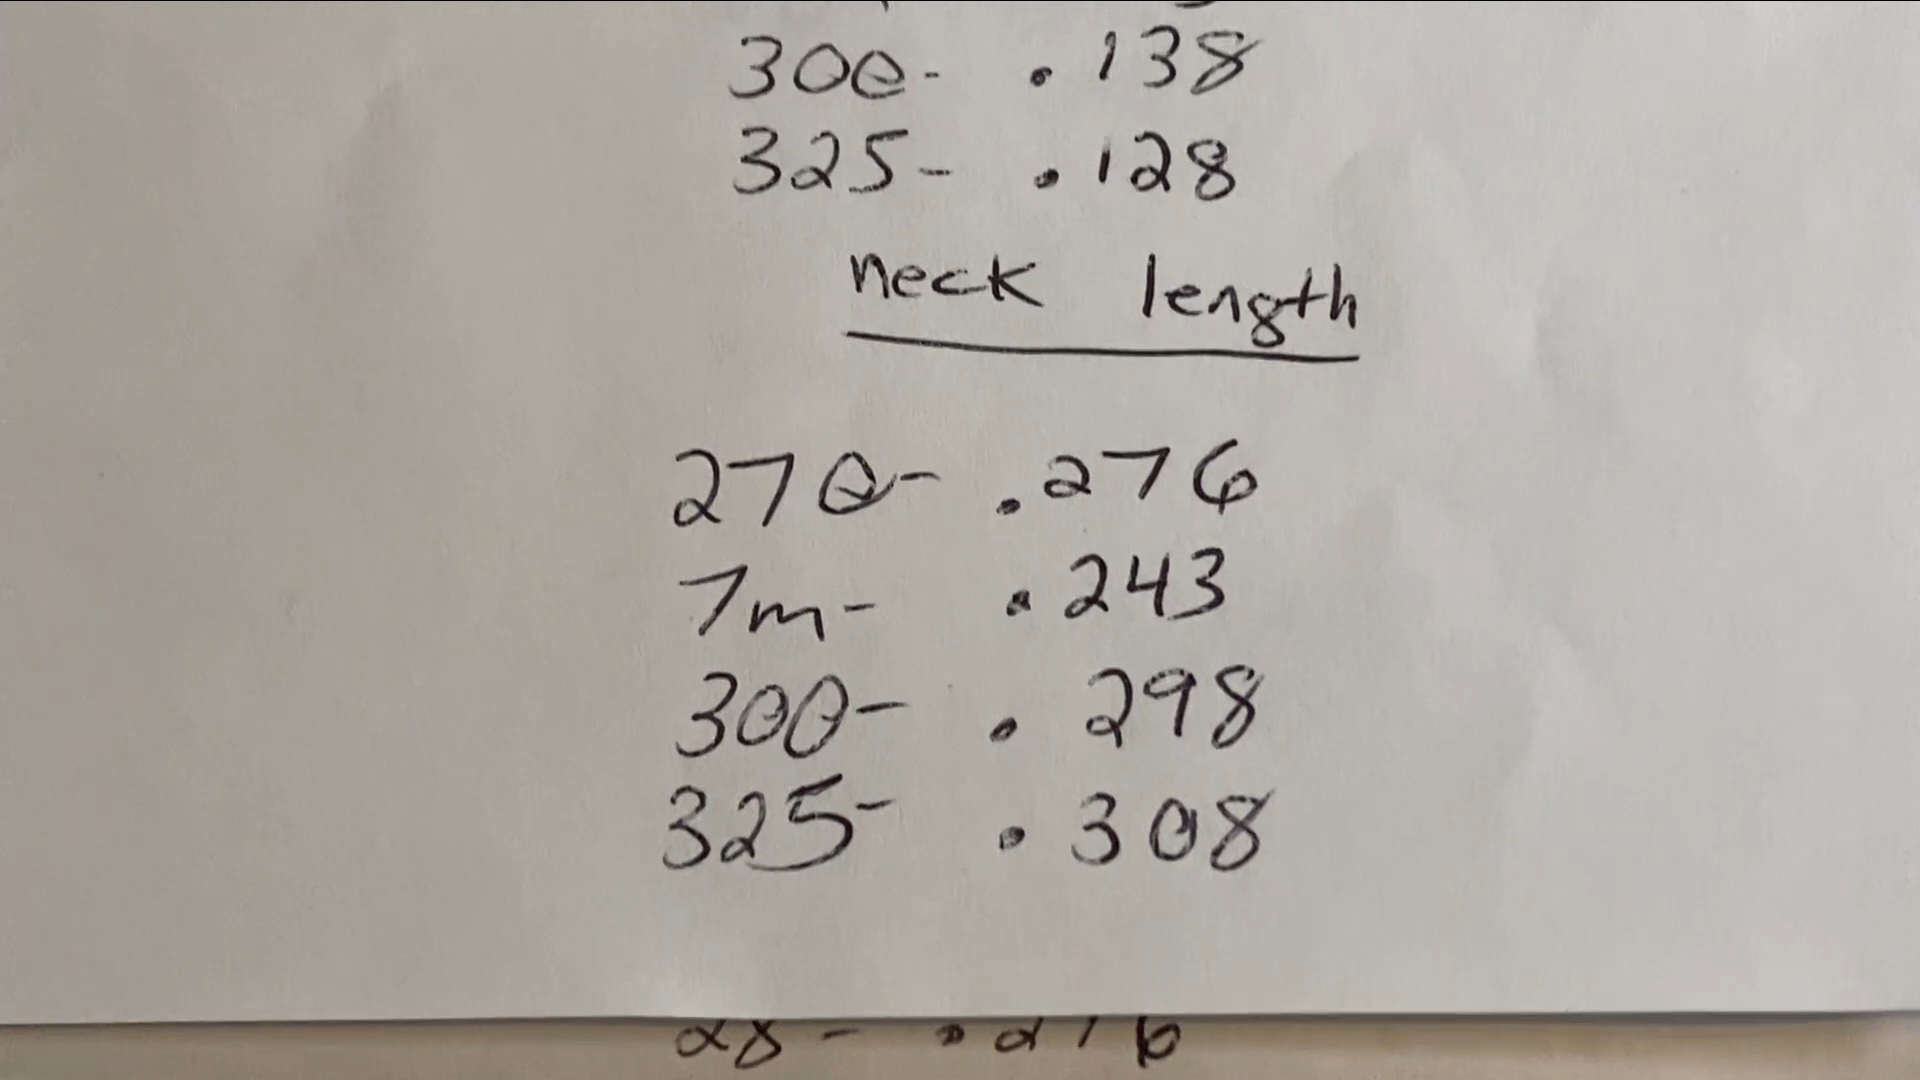 300- .138
325- .128
neck length
270- .276
7m- .243
300- .298
325- .308